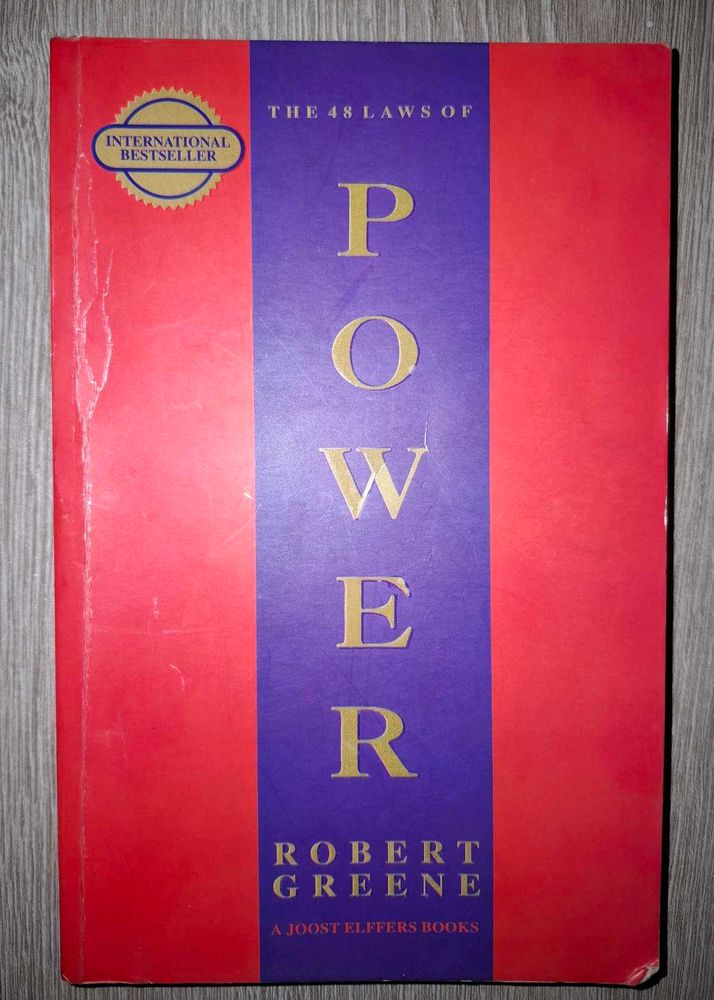 INTERNATIONAL
BESTSELLER
THE 48 LAWS OF
P
O
W
E
R
ROBERT
GREENE
A JOOST ELFFERS BOOKS